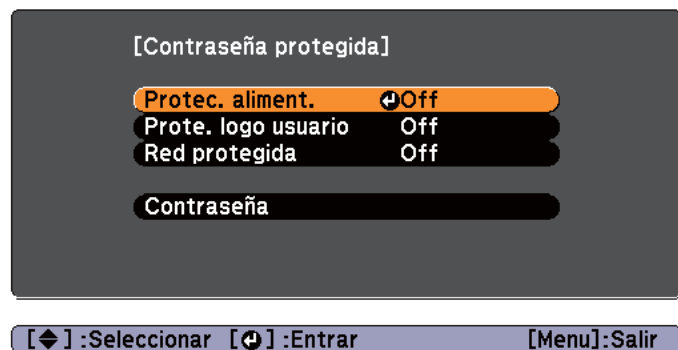 [Contraseña protegida]
Protec. aliment. Off
Prote. logo usuario Off
Red protegida Off
Contraseña
[◆] :Seleccionar [↵] :Entrar [Menu]:Salir